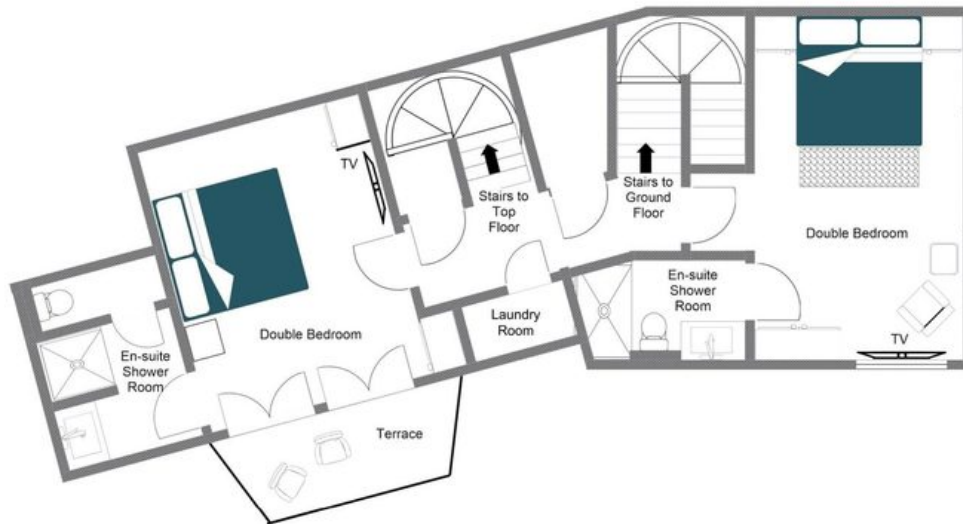 TV
Stairs to
Top
Floor
Stairs to
Ground
Floor
Double Bedroom
En-suite
Shower
Room
Laundry
Room
Double Bedroom
En-suite
Shower
Room
TV
Terrace